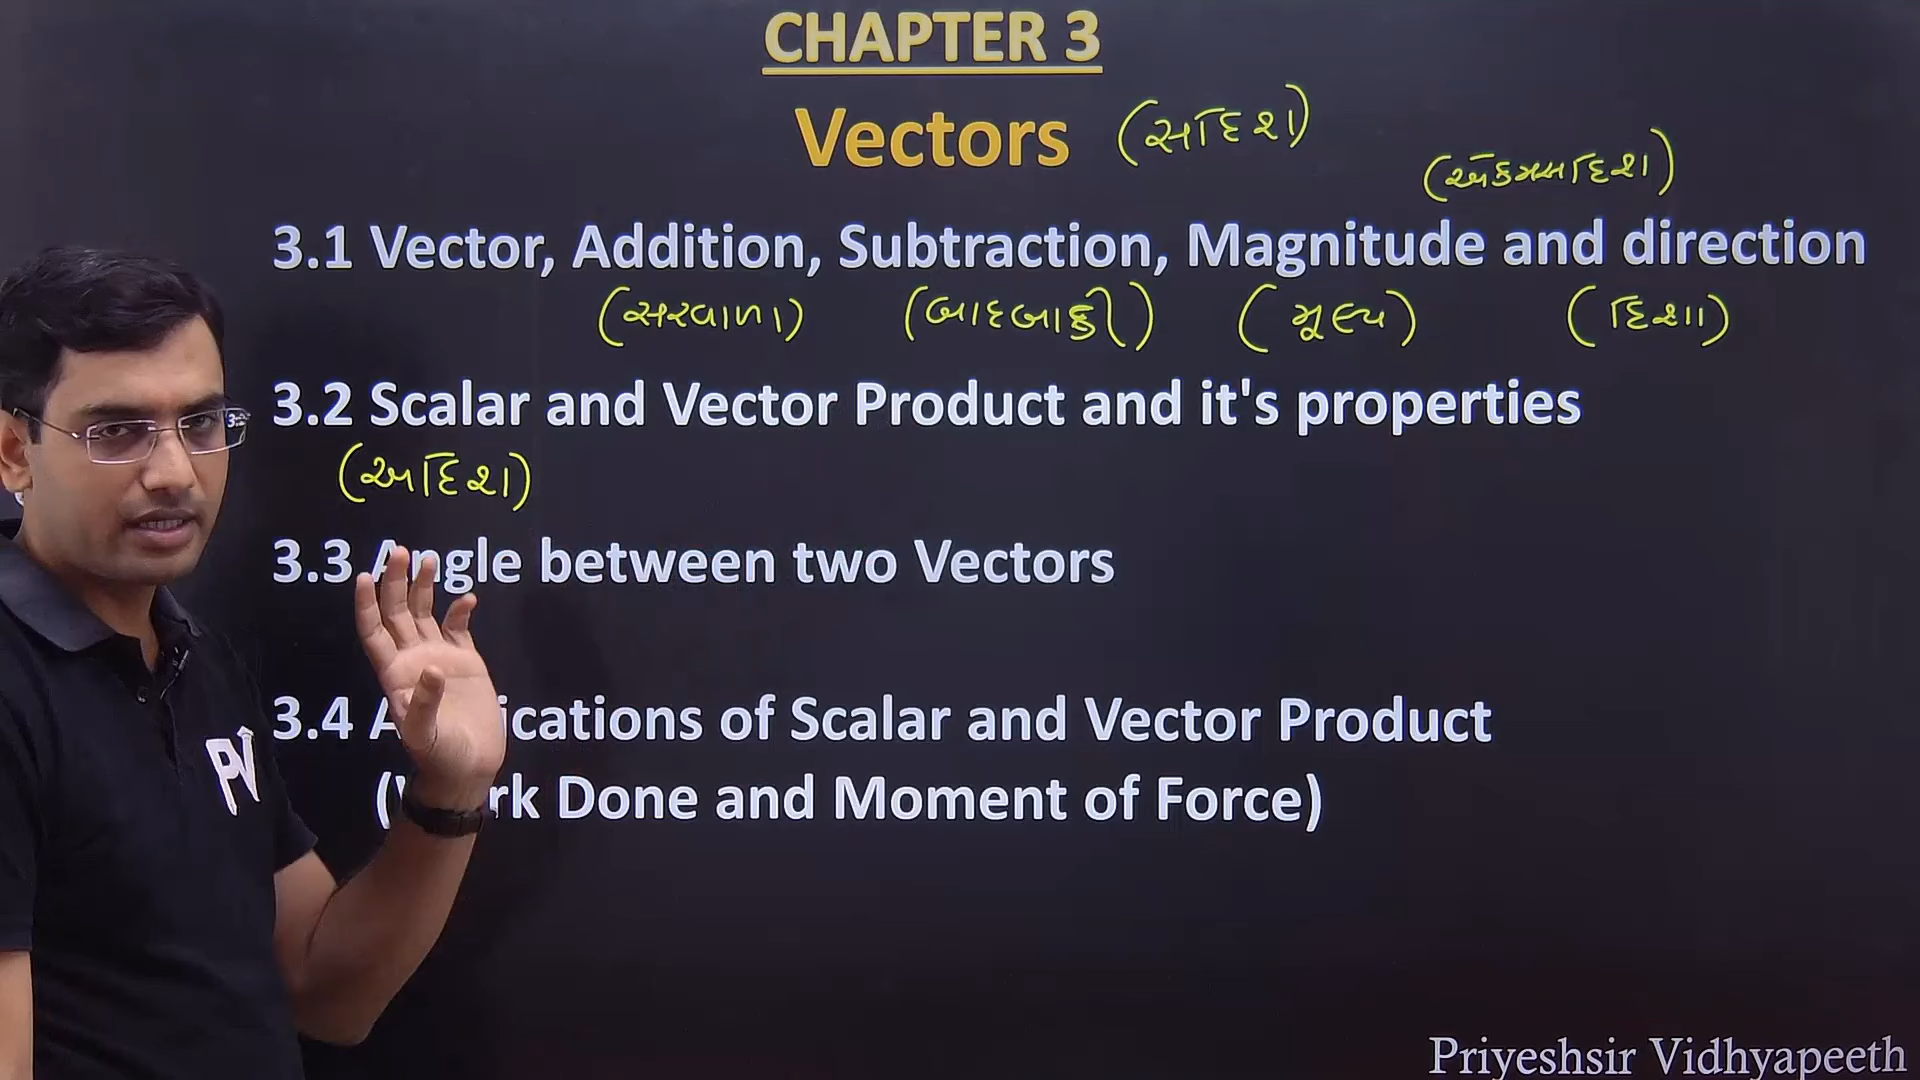 CHAPTER 3
Vectors (સદિશ)
(એકમસદિશ)
3.1 Vector, Addition, Subtraction, Magnitude and direction
(સરવાળા) (બાદબાકી) (મૂલ્ય) (દિશા)
3.2 Scalar and Vector Product and it's properties
(અદિશ)
3.3 Angle between two Vectors
3.4 of Scalar and Vector Product
Done and Moment of Force)
PV
Priyeshsir Vidhyapeeth